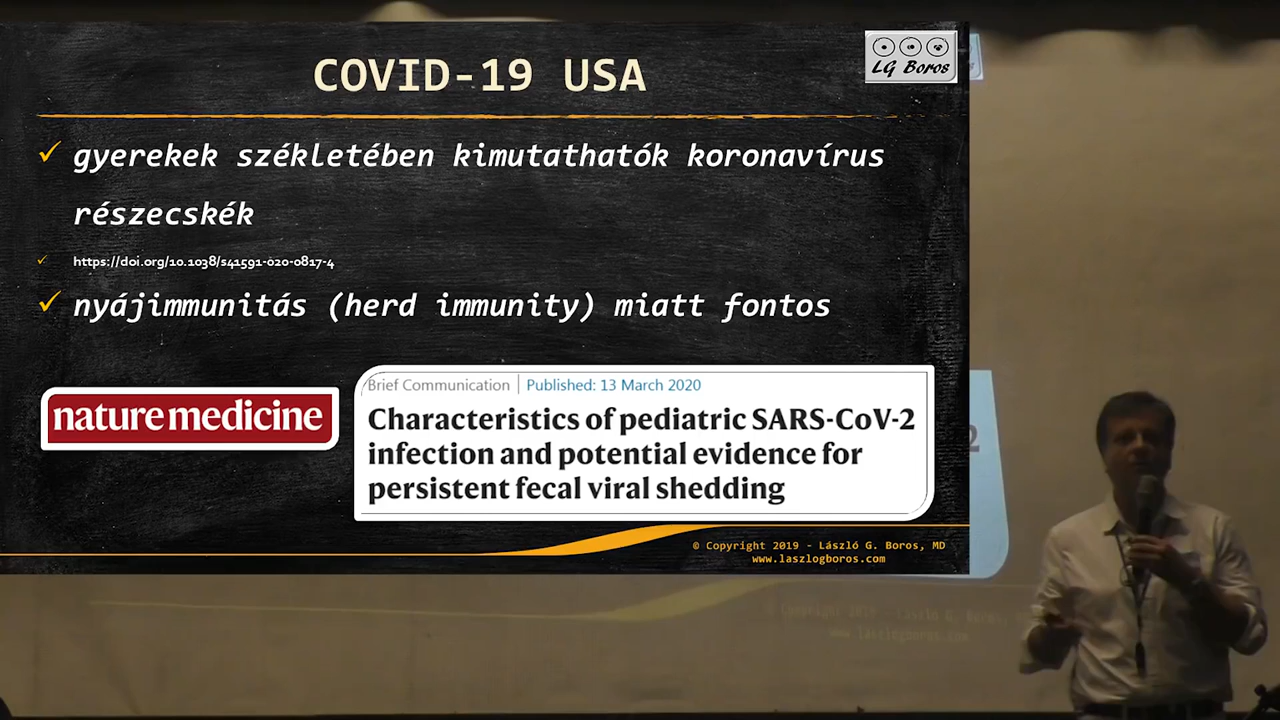 COVID-19 USA
LG Boros
gyerekek székletében kimutathatók koronavírus
részecskék
https://doi.org/10.1038/s41591-020-0817-4
nyájimmunitás (herd immunity) miatt fontos
nature medicine
Brief Communication | Published: 13 March 2020
Characteristics of pediatric SARS-CoV-2
infection and potential evidence for
persistent fecal viral shedding
2
© Copyright 2019 - László G. Boros, MD
www.laszlogboros.com